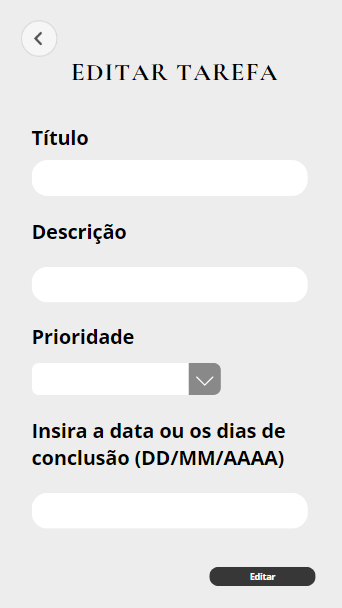 EDITAR TAREFA
Título
Descrição
Prioridade
Insira a data ou os dias de
conclusão (DD/MM/AAAA)
Editar